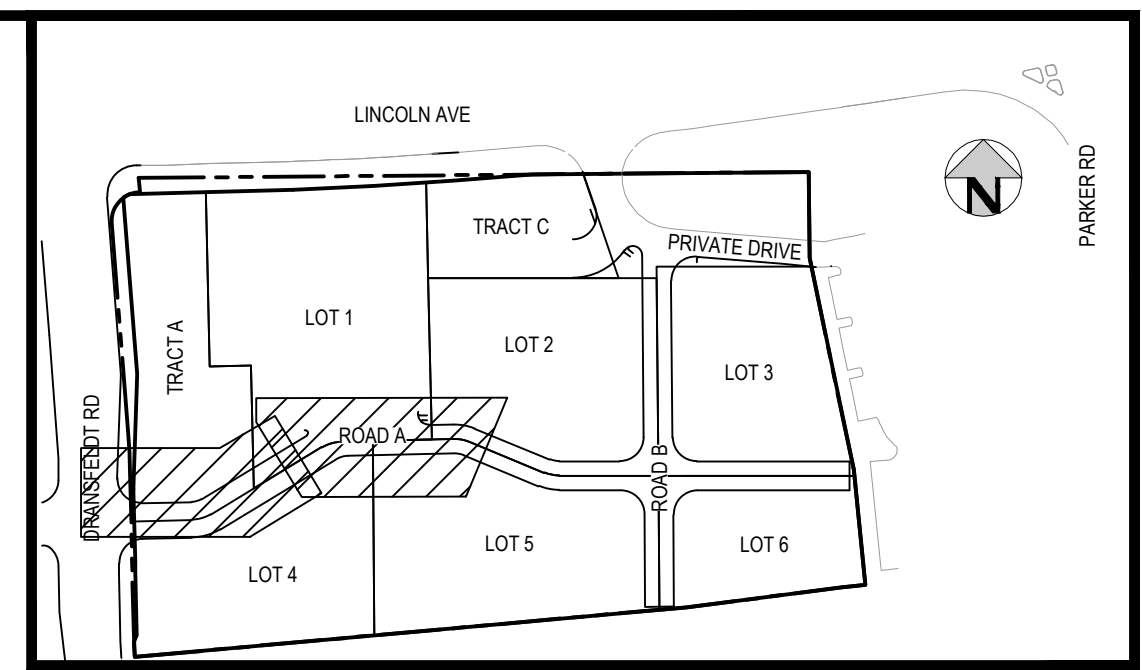 LINCOLN AVE
PARKER RD
N
TRACT C
PRIVATE DRIVE
LOT 1
TRACT A
LOT 2
LOT 3
DRANSFELDT RD
ROAD A
ROAD B
LOT 5
LOT 6
LOT 4